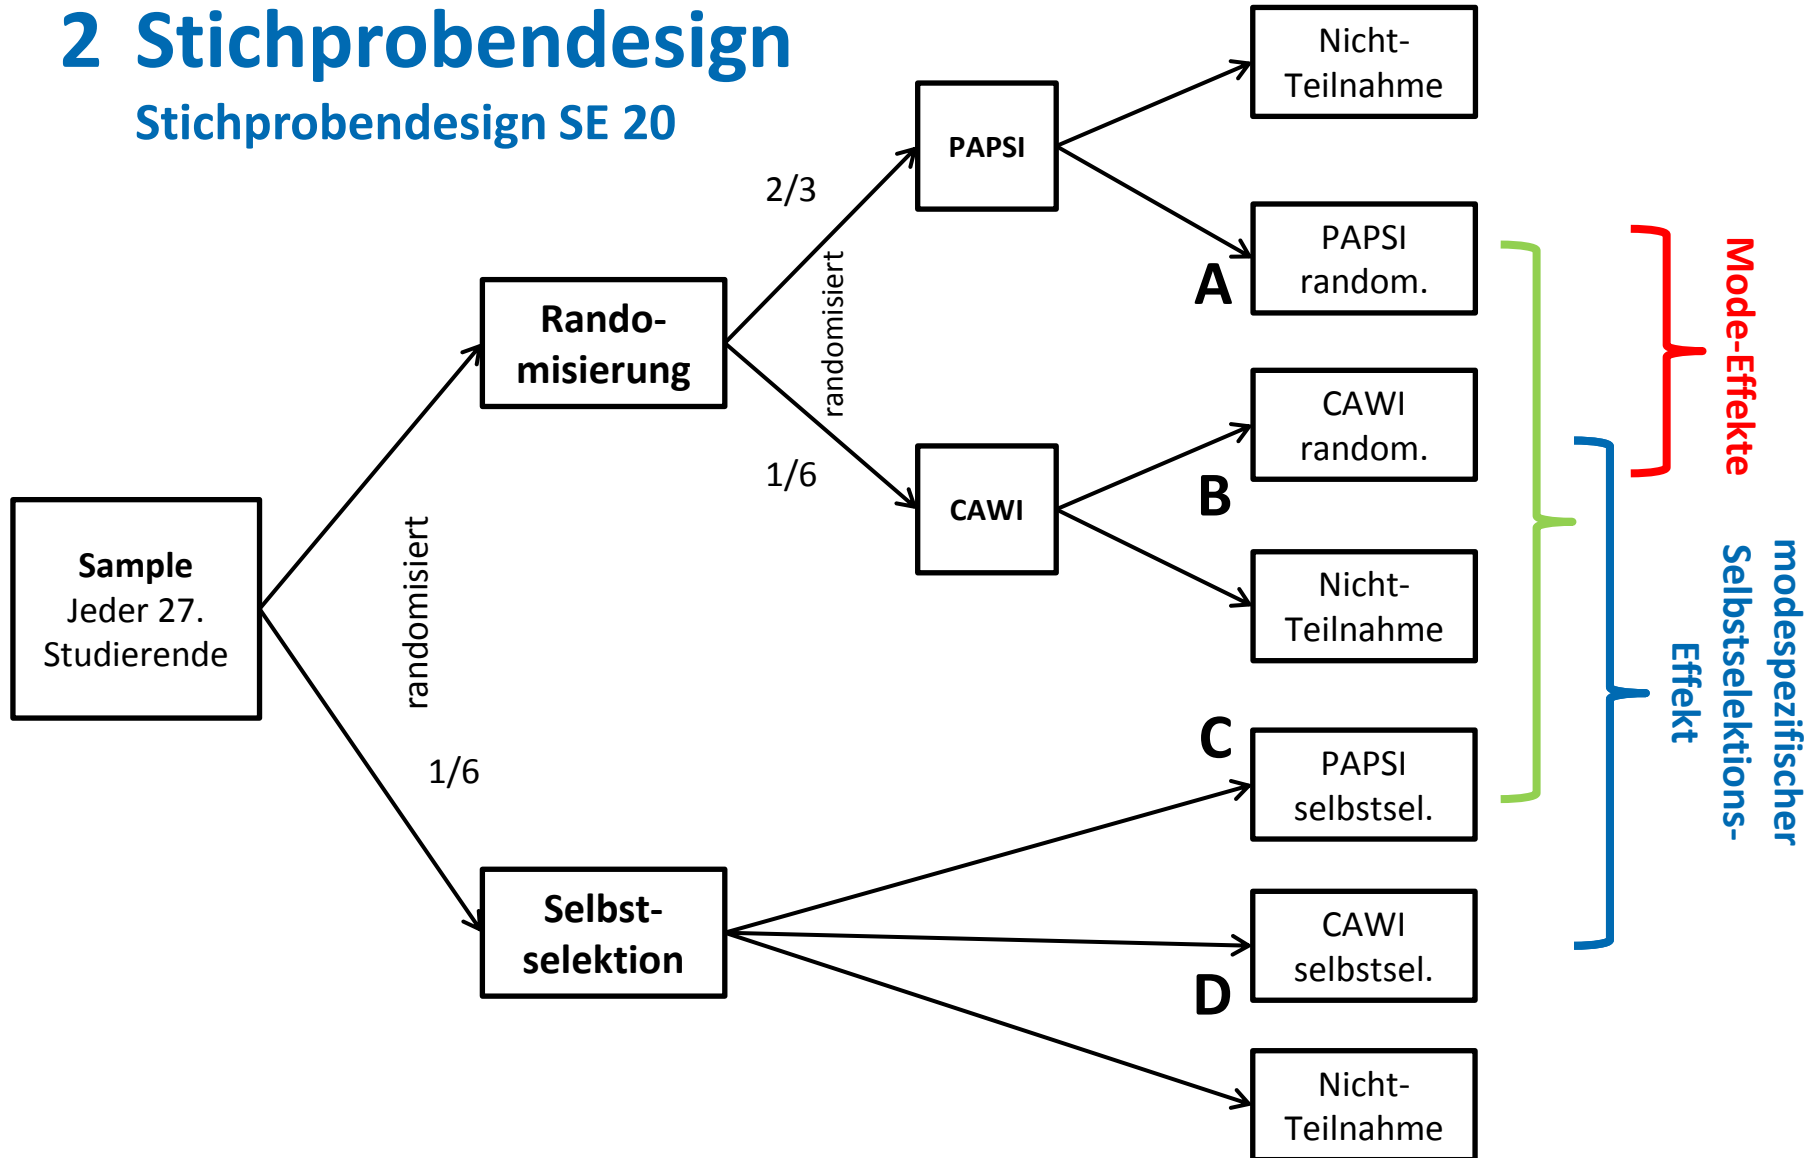 2 Stichprobendesign
Stichprobendesign SE 20
Sample
Jeder 27.
Studierende
randomisiert
1/6
Rando-
misierung
Selbst-
selektion
2/3
randomisiert
1/6
PAPSI
CAWI
Nicht-
Teilnahme
A
PAPSI
random.
B
CAWI
random.
Nicht-
Teilnahme
C
PAPSI
selbstsel.
D
CAWI
selbstsel.
Nicht-
Teilnahme
Mode-Effekte
modespezifischer
Selbstselektions-
Effekt